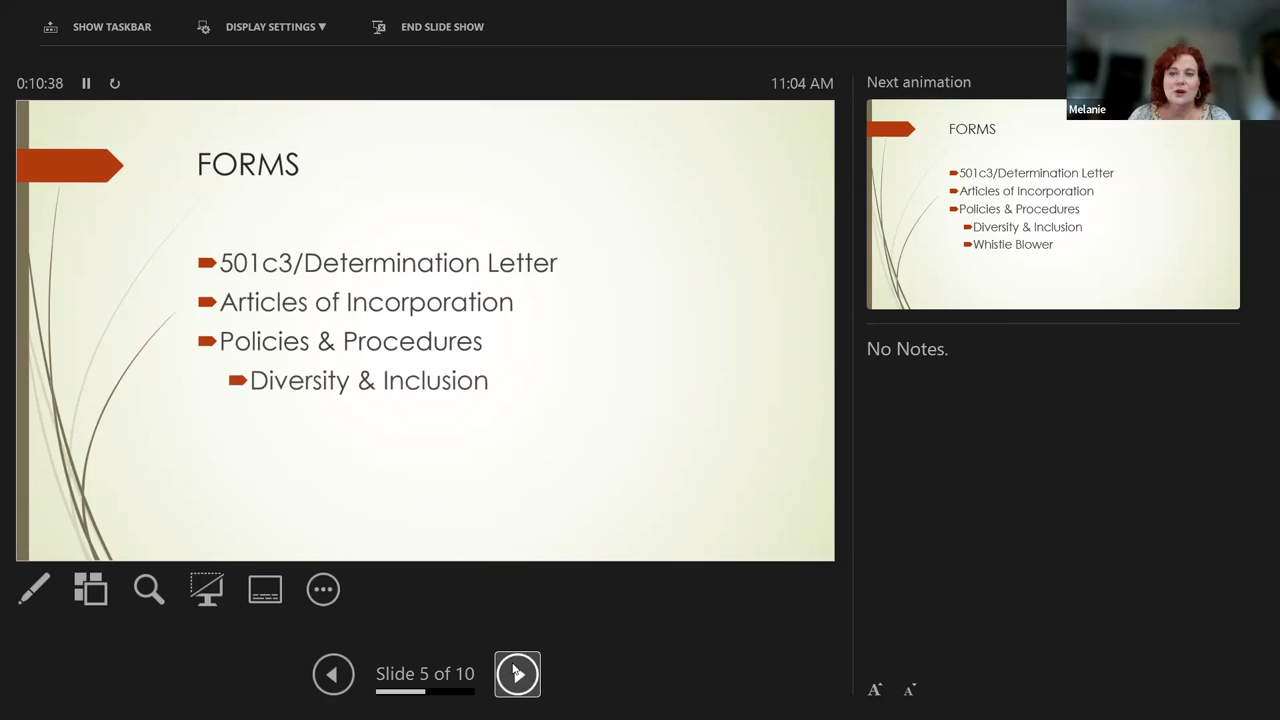 SHOW TASKBAR
DISPLAY SETTINGS ▼
END SLIDE SHOW
0:10:38
11:04 AM
FORMS
501c3/Determination Letter
Articles of Incorporation
Policies & Procedures
Diversity & Inclusion
Slide 5 of 10
Next animation
Melanie
FORMS
501c3/Determination Letter
Articles of Incorporation
Policies & Procedures
Diversity & Inclusion
Whistle Blower
No Notes.
A A